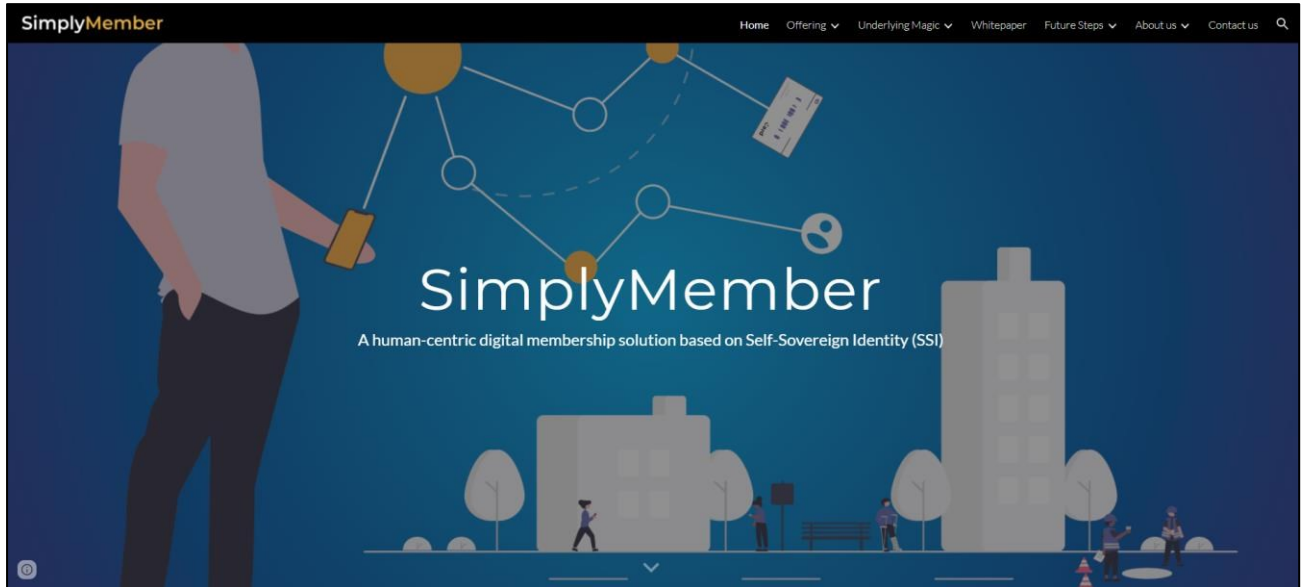 SimplyMember
Home Offering Underlying Magic Whitepaper Future Steps About us Contact us
SimplyMember
A human-centric digital membership solution based on Self-Sovereign Identity (SSI)